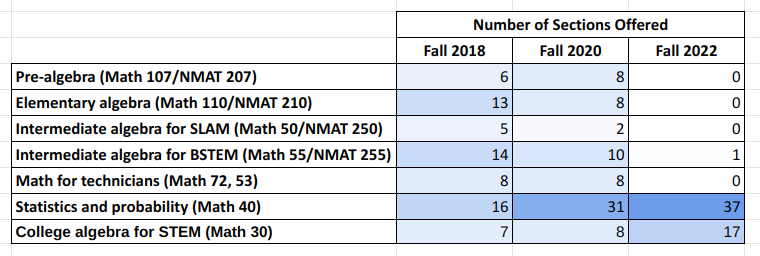 Number of Sections Offered
Fall 2018 Fall 2020 Fall 2022
Pre-algebra (Math 107/NMAT 207) 6 8 0
Elementary algebra (Math 110/NMAT 210) 13 8 0
Intermediate algebra for SLAM (Math 50/NMAT 250) 5 2 0
Intermediate algebra for BSTEM (Math 55/NMAT 255) 14 10 1
Math for technicians (Math 72, 53) 8 8 0
Statistics and probability (Math 40) 16 31 37
College algebra for STEM (Math 30) 7 8 17